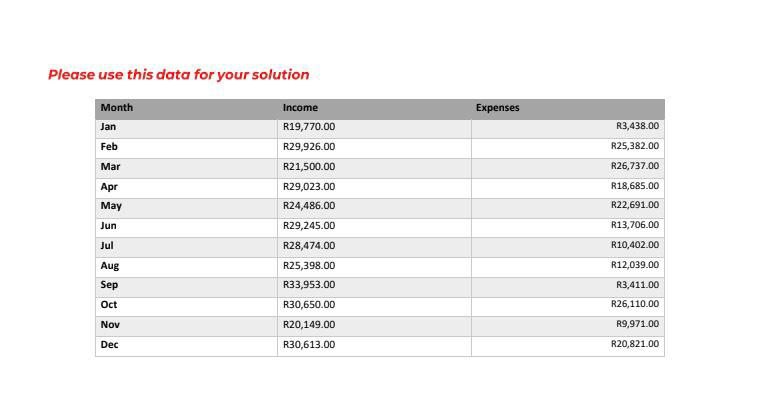 Please use this data for your solution
Month Income Expenses
Jan R19,770.00 R3,438.00
Feb R29,926.00 R25,382.00
Mar R21,500.00 R26,737.00
Apr R29,023.00 R18,685.00
May R24,486.00 R22,691.00
Jun R29,245.00 R13,706.00
Jul R28,474.00 R10,402.00
Aug R25,398.00 R12,039.00
Sep R33,953.00 R3,411.00
Oct R30,650.00 R26,110.00
Nov R20,149.00 R9,971.00
Dec R30,613.00 R20,821.00